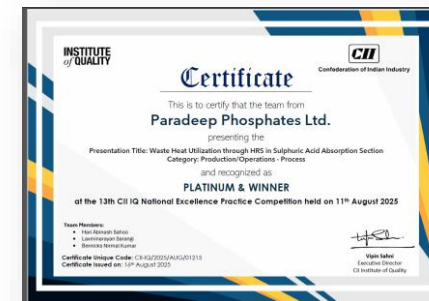 INSTITUTE
of QUALITY
CII
Confederation of Indian Industry
Certificate
This is to certify that the team from
Paradeep Phosphates Ltd.
presenting the
Presentation Title: Waste Heat Utilization through HRS in Sulphuric Acid Absorption Section
Category: Production/Operations - Process
and recognized as
PLATINUM & WINNER
at the 13th CII IQ National Excellence Practice Competition held on 11th August 2025
Team Members:
• Hari Abinash Sahoo
• Laxminarayan Sarangi
• Bernicks Nirmal Kumar
Certificate Unique Code: CII-IQ/2025/AUG/01213
Certificate Issued on: 16th August 2025
Vipin Sahni
Executive Director
CII Institute of Quality